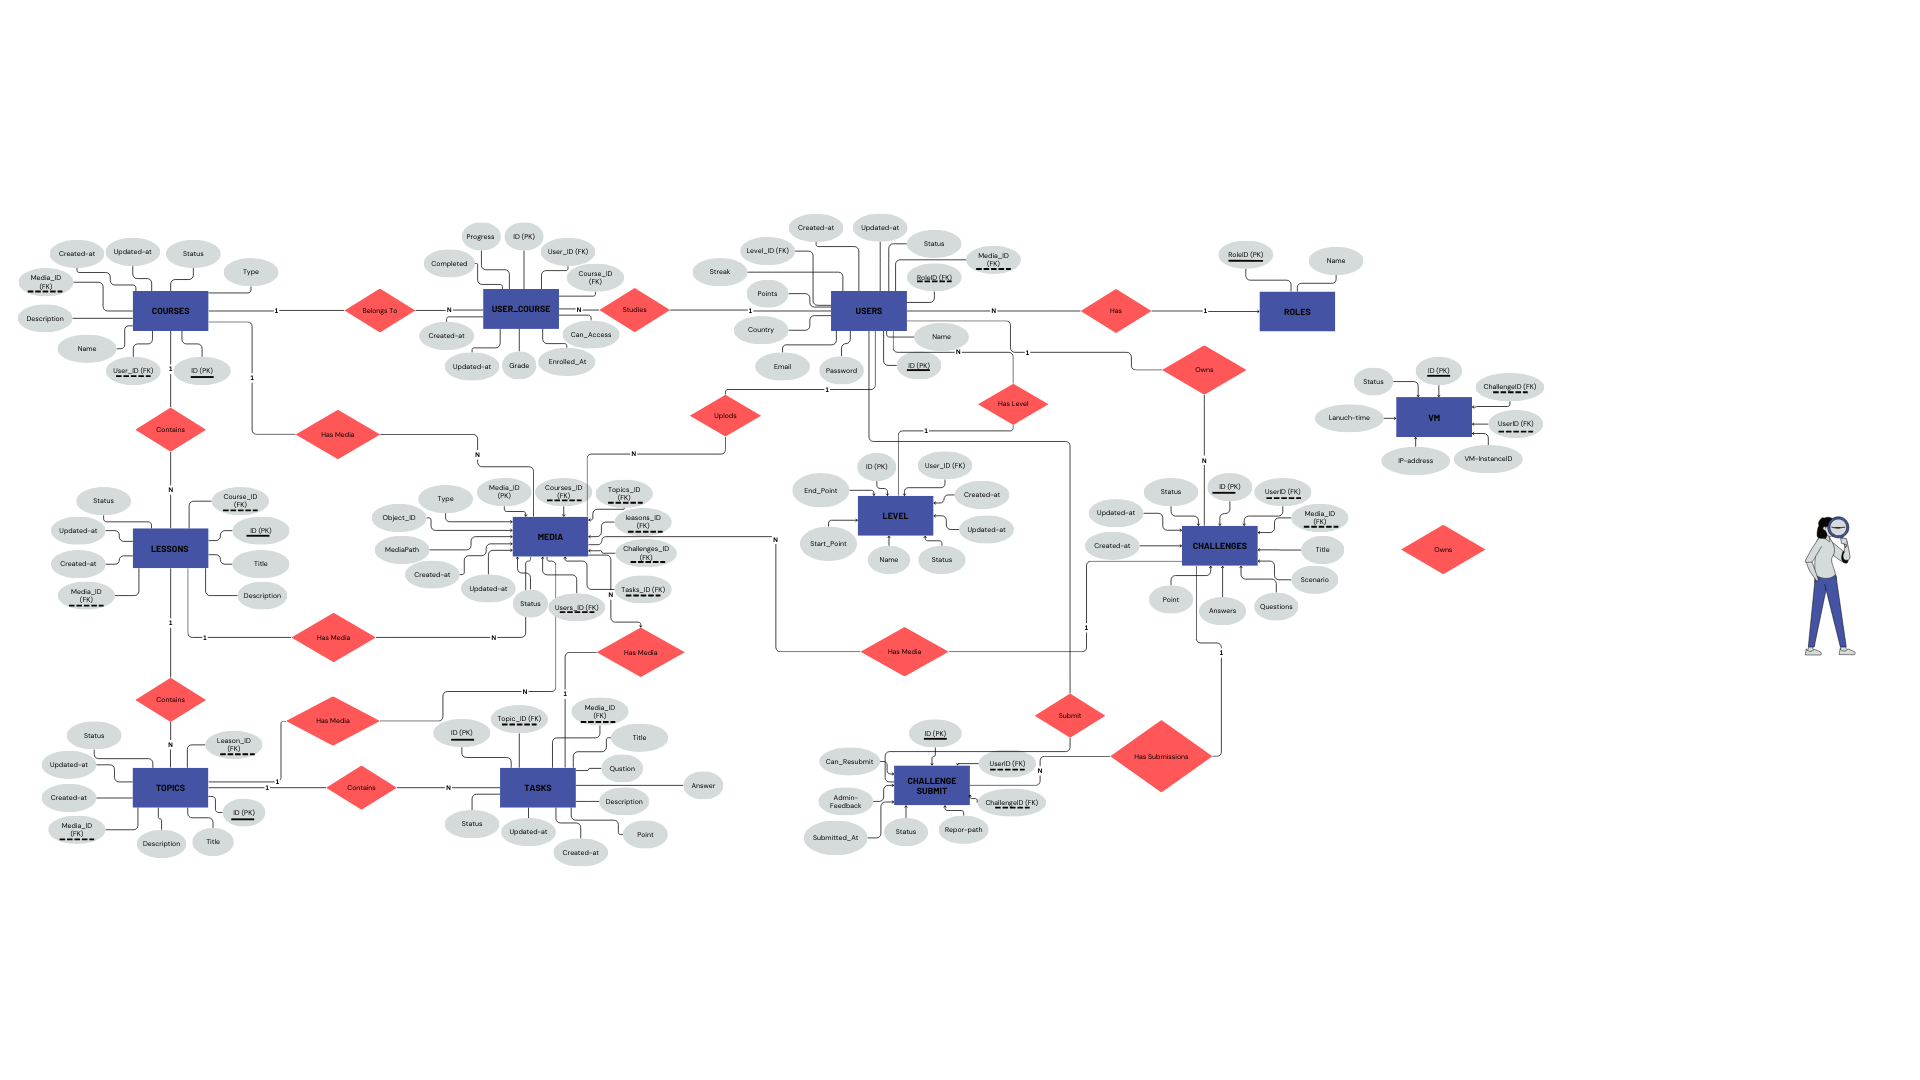 Created-at
Updated-at
Status
Type
Media_ID
(FK)
Description
Name
User_ID (FK)
ID (PK)
COURSES
1
Belongs To
N
Progress
ID (PK)
User_ID (FK)
Completed
Course_ID
(FK)
USER_COURSE
Created-at
Updated-at
Grade
Enrolled_At
Can_Access
N
Studies
1
Created-at
Updated-at
Level_ID (FK)
Status
Media_ID
(FK)
Streak
RoleID (FK)
Points
Country
USERS
Name
Email
Password
ID (PK)
N
Has
1
RoleID (PK)
Name
ROLES
N
1
Owns
1
Contains
N
1
Has Media
N
1
Uplods
N
Has Level
1
N
Status
ID (PK)
ChallengeID (FK)
Lanuch-time
VM
UserID (FK)
IP-address
VM-InstanceID
Status
Course_ID
(FK)
Updated-at
ID (PK)
LESSONS
Created-at
Title
Media_ID
(FK)
Description
Type
Media_ID
(PK)
Courses_ID
(FK)
Topics_ID
(FK)
Object_ID
leasons_ID
(FK)
MEDIA
MediaPath
Challenges_ID
(FK)
Created-at
Updated-at
Status
Users_ID (FK)
Tasks_ID (FK)
N
ID (PK)
User_ID (FK)
End_Point
Created-at
LEVEL
Updated-at
Start_Point
Name
Status
Status
ID (PK)
UserID (FK)
Updated-at
Media_ID
(FK)
Created-at
CHALLENGES
Title
Scenario
Point
Answers
Questions
Owns
N
1
1
1
Has Media
N
Has Media
1
Has Media
1
Contains
N
Has Media
N
1
1
Contains
N
Status
Leason_ID
(FK)
Updated-at
Created-at
TOPICS
ID (PK)
Media_ID
(FK)
Description
Title
ID (PK)
Topic_ID (FK)
Media_ID
(FK)
Title
Qustion
TASKS
Answer
Description
Status
Updated-at
Point
Created-at
Submit
Has Submissions
N
ID (PK)
Can_Resubmit
UserID (FK)
CHALLENGE
SUBMIT
Admin-
Feedback
ChallengeID (FK)
Submitted_At
Status
Repor-path